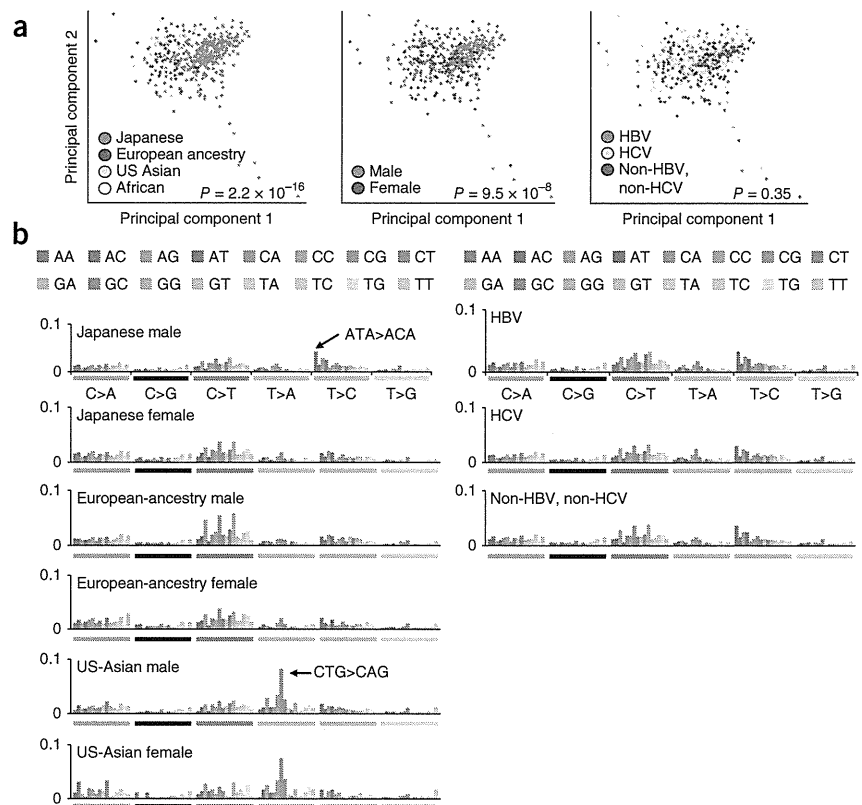 a
Principal component 2
Japanese
European ancestry
US Asian
African
P = 2.2 × 10−16
Principal component 1
Male
Female
P = 9.5 × 10−8
Principal component 1
HBV
HCV
Non-HBV,
non-HCV
P = 0.35
Principal component 1
b
AA AC AG AT CA CC CG CT
GA GC GG GT TA TC TG TT
AA AC AG AT CA CC CG CT
GA GC GG GT TA TC TG TT
0.1
Japanese male
ATA>ACA
0
C>A C>G C>T T>A T>C T>G
0.1
Japanese female
0
0.1
European-ancestry male
0
0.1
European-ancestry female
0
0.1
US-Asian male
CTG>CAG
0
0.1
US-Asian female
0
0.1
HBV
0
C>A C>G C>T T>A T>C T>G
0.1
HCV
0
0.1
Non-HBV, non-HCV
0